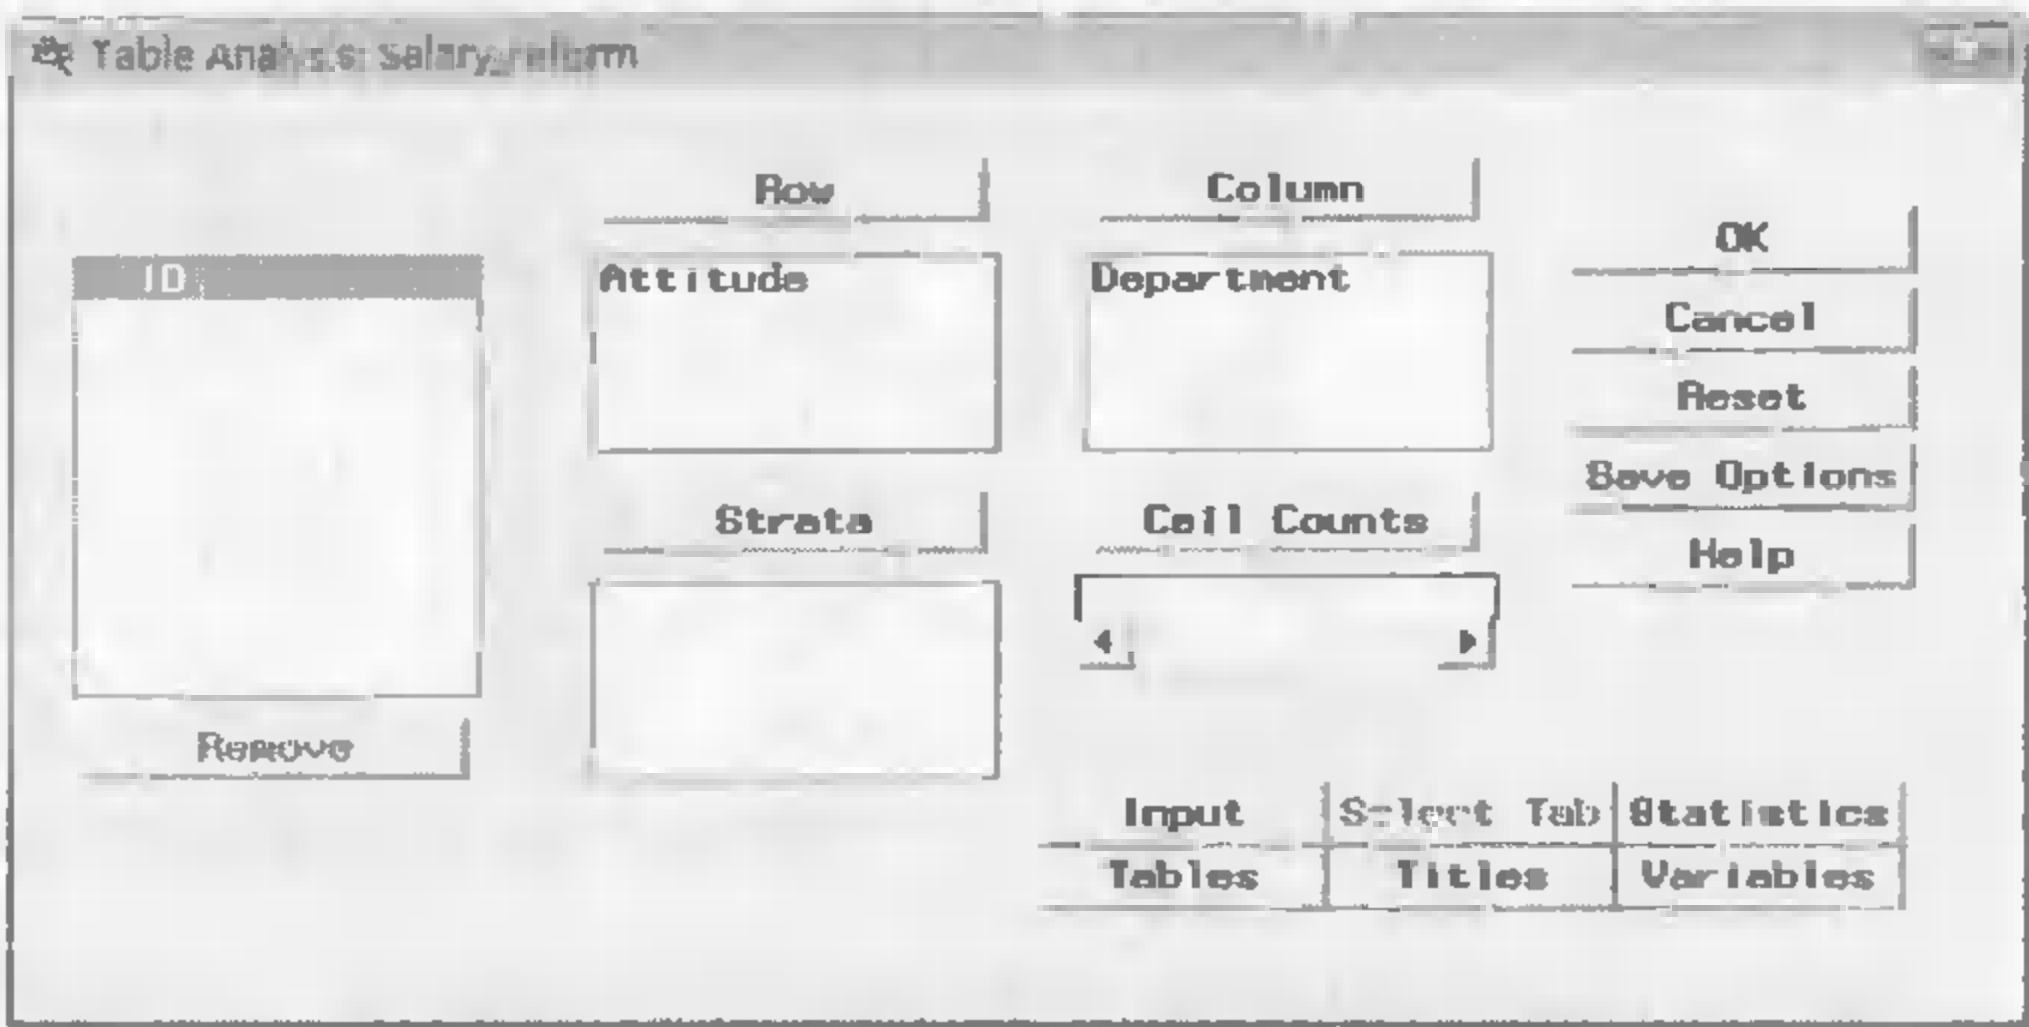 Table Analysis: Salary_reform
Row
Column
OK
ID
Attitude
Department
Cancel
Reset
Save Options
Strata
Cell Counts
Help
Remove
Input
Select Tab
Statistics
Tables
Titles
Variables